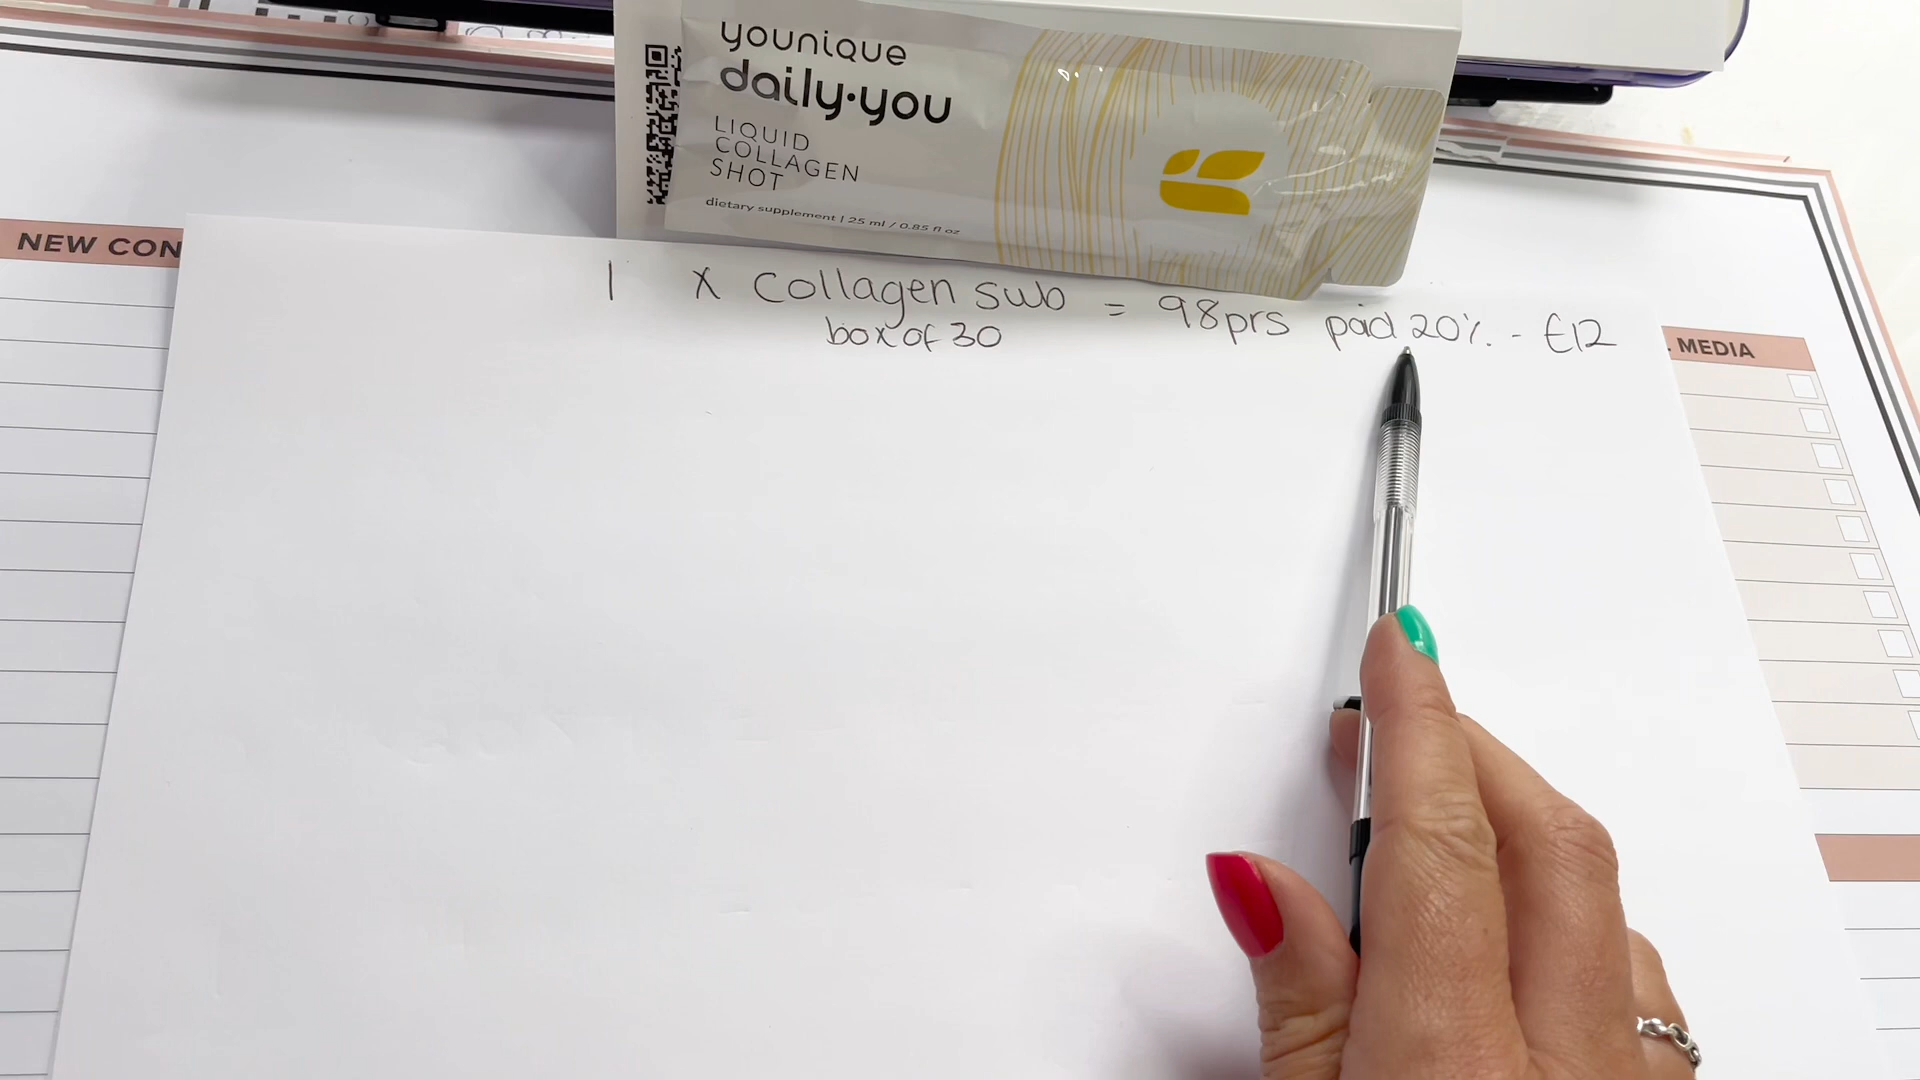 younique
daily·you
LIQUID
COLLAGEN
SHOT
dietary supplement | 25 ml / 0.85 fl oz
NEW CON
1 x collagen sub = 98prs paid 20% - £12
box of 30
MEDIA